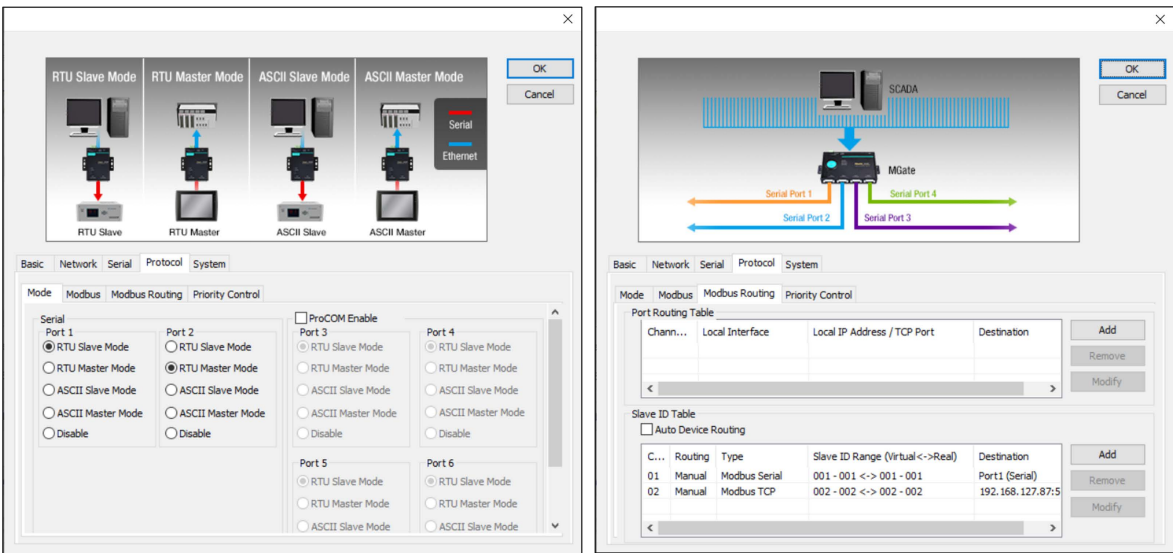 RTU Slave Mode RTU Master Mode ASCII Slave Mode ASCII Master Mode
OK
Cancel
Serial
Ethernet
RTU Slave RTU Master ASCII Slave ASCII Master
Basic Network Serial Protocol System
Mode Modbus Modbus Routing Priority Control
Serial
ProCOM Enable
Port 1 Port 2 Port 3 Port 4
RTU Slave Mode RTU Slave Mode RTU Slave Mode RTU Slave Mode
RTU Master Mode RTU Master Mode RTU Master Mode RTU Master Mode
ASCII Slave Mode ASCII Slave Mode ASCII Slave Mode ASCII Slave Mode
ASCII Master Mode ASCII Master Mode ASCII Master Mode ASCII Master Mode
Disable Disable Disable Disable
Port 5 Port 6
RTU Slave Mode RTU Slave Mode
RTU Master Mode RTU Master Mode
ASCII Slave Mode ASCII Slave Mode
OK
Cancel
SCADA
MGate
Serial Port 1 Serial Port 4
Serial Port 2 Serial Port 3
Basic Network Serial Protocol System
Mode Modbus Modbus Routing Priority Control
Port Routing Table
Chann... Local Interface Local IP Address / TCP Port Destination
Add
Remove
Modify
Slave ID Table
Auto Device Routing
C... Routing Type Slave ID Range (Virtual<->Real) Destination
01 Manual Modbus Serial 001 - 001 <-> 001 - 001 Port1 (Serial)
02 Manual Modbus TCP 002 - 002 <-> 002 - 002 192.168.127.87:5
Add
Remove
Modify